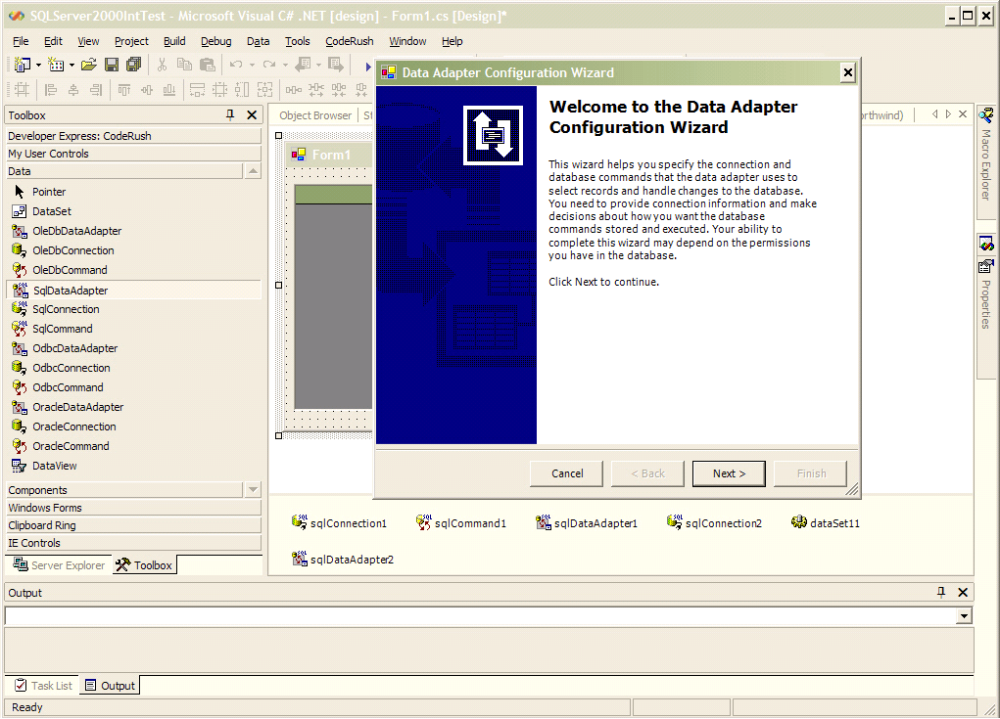 SQLServer2000IntTest - Microsoft Visual C# .NET [design] - Form1.cs [Design]*
File Edit View Project Build Debug Data Tools CodeRush Window Help
Data Adapter Configuration Wizard
Toolbox
Developer Express: CodeRush
My User Controls
Data
Pointer
DataSet
OleDbDataAdapter
OleDbConnection
OleDbCommand
SqlDataAdapter
SqlConnection
SqlCommand
OdbcDataAdapter
OdbcConnection
OdbcCommand
OracleDataAdapter
OracleConnection
OracleCommand
DataView
Components
Windows Forms
Clipboard Ring
IE Controls
Server Explorer Toolbox
Object Browser St
orthwind)
Form1
Welcome to the Data Adapter
Configuration Wizard
This wizard helps you specify the connection and
database commands that the data adapter uses to
select records and handle changes to the database.
You need to provide connection information and make
decisions about how you want the database
commands stored and executed. Your ability to
complete this wizard may depend on the permissions
you have in the database.
Click Next to continue.
Cancel < Back Next > Finish
sqlConnection1 sqlCommand1 sqlDataAdapter1 sqlConnection2 dataSet11
sqlDataAdapter2
Macro Explorer
Properties
Output
Task List Output
Ready